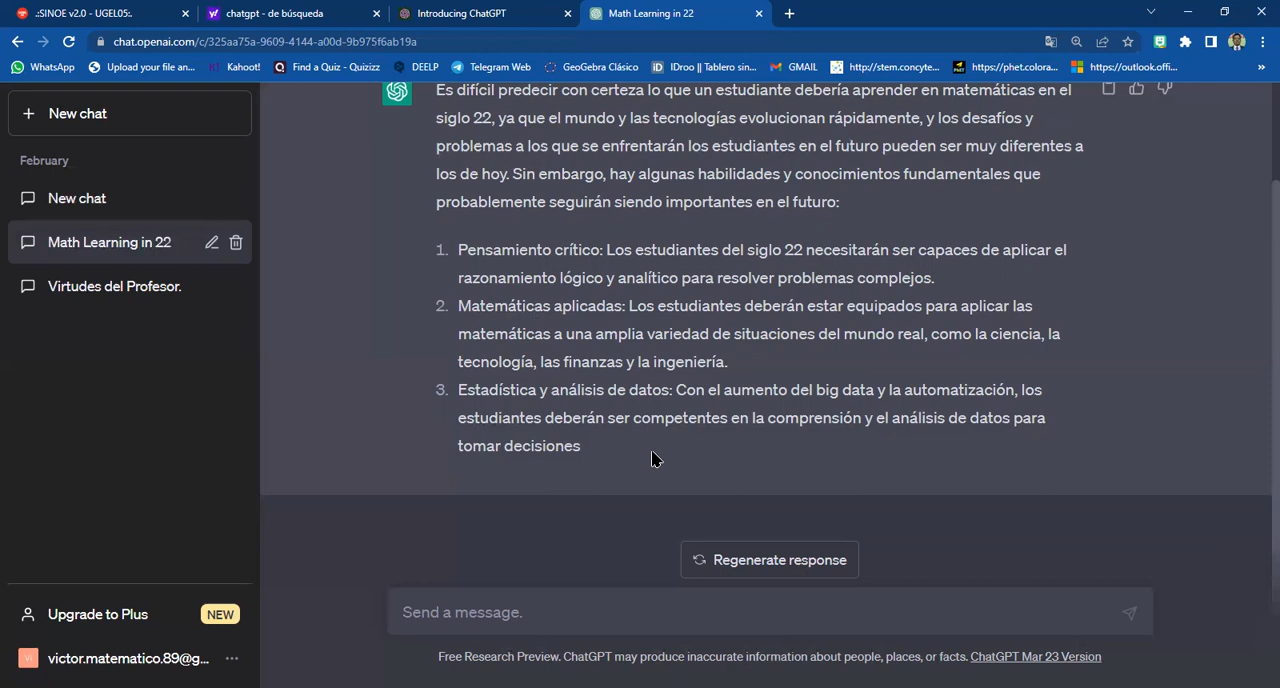 .:SINOE v2.0 - UGEL05:.
chatgpt - de búsqueda
Introducing ChatGPT
Math Learning in 22
chat.openai.com/c/325aa75a-9609-4144-a00d-9b975f6ab19a
WhatsApp
Upload your file an...
Kahoot!
Find a Quiz - Quizizz
DEELP
Telegram Web
GeoGebra Clásico
IDroo || Tablero sin...
GMAIL
http://stem.concyte...
https://phet.colora...
https://outlook.offi...
»
+ New chat
February
New chat
Math Learning in 22
Virtudes del Profesor.
Upgrade to Plus NEW
victor.matematico.89@g... ...
Es difícil predecir con certeza lo que un estudiante debería aprender en matemáticas en el
siglo 22, ya que el mundo y las tecnologías evolucionan rápidamente, y los desafíos y
problemas a los que se enfrentarán los estudiantes en el futuro pueden ser muy diferentes a
los de hoy. Sin embargo, hay algunas habilidades y conocimientos fundamentales que
probablemente seguirán siendo importantes en el futuro:
1. Pensamiento crítico: Los estudiantes del siglo 22 necesitarán ser capaces de aplicar el
razonamiento lógico y analítico para resolver problemas complejos.
2. Matemáticas aplicadas: Los estudiantes deberán estar equipados para aplicar las
matemáticas a una amplia variedad de situaciones del mundo real, como la ciencia, la
tecnología, las finanzas y la ingeniería.
3. Estadística y análisis de datos: Con el aumento del big data y la automatización, los
estudiantes deberán ser competentes en la comprensión y el análisis de datos para
tomar decisiones
Regenerate response
Send a message.
Free Research Preview. ChatGPT may produce inaccurate information about people, places, or facts. ChatGPT Mar 23 Version